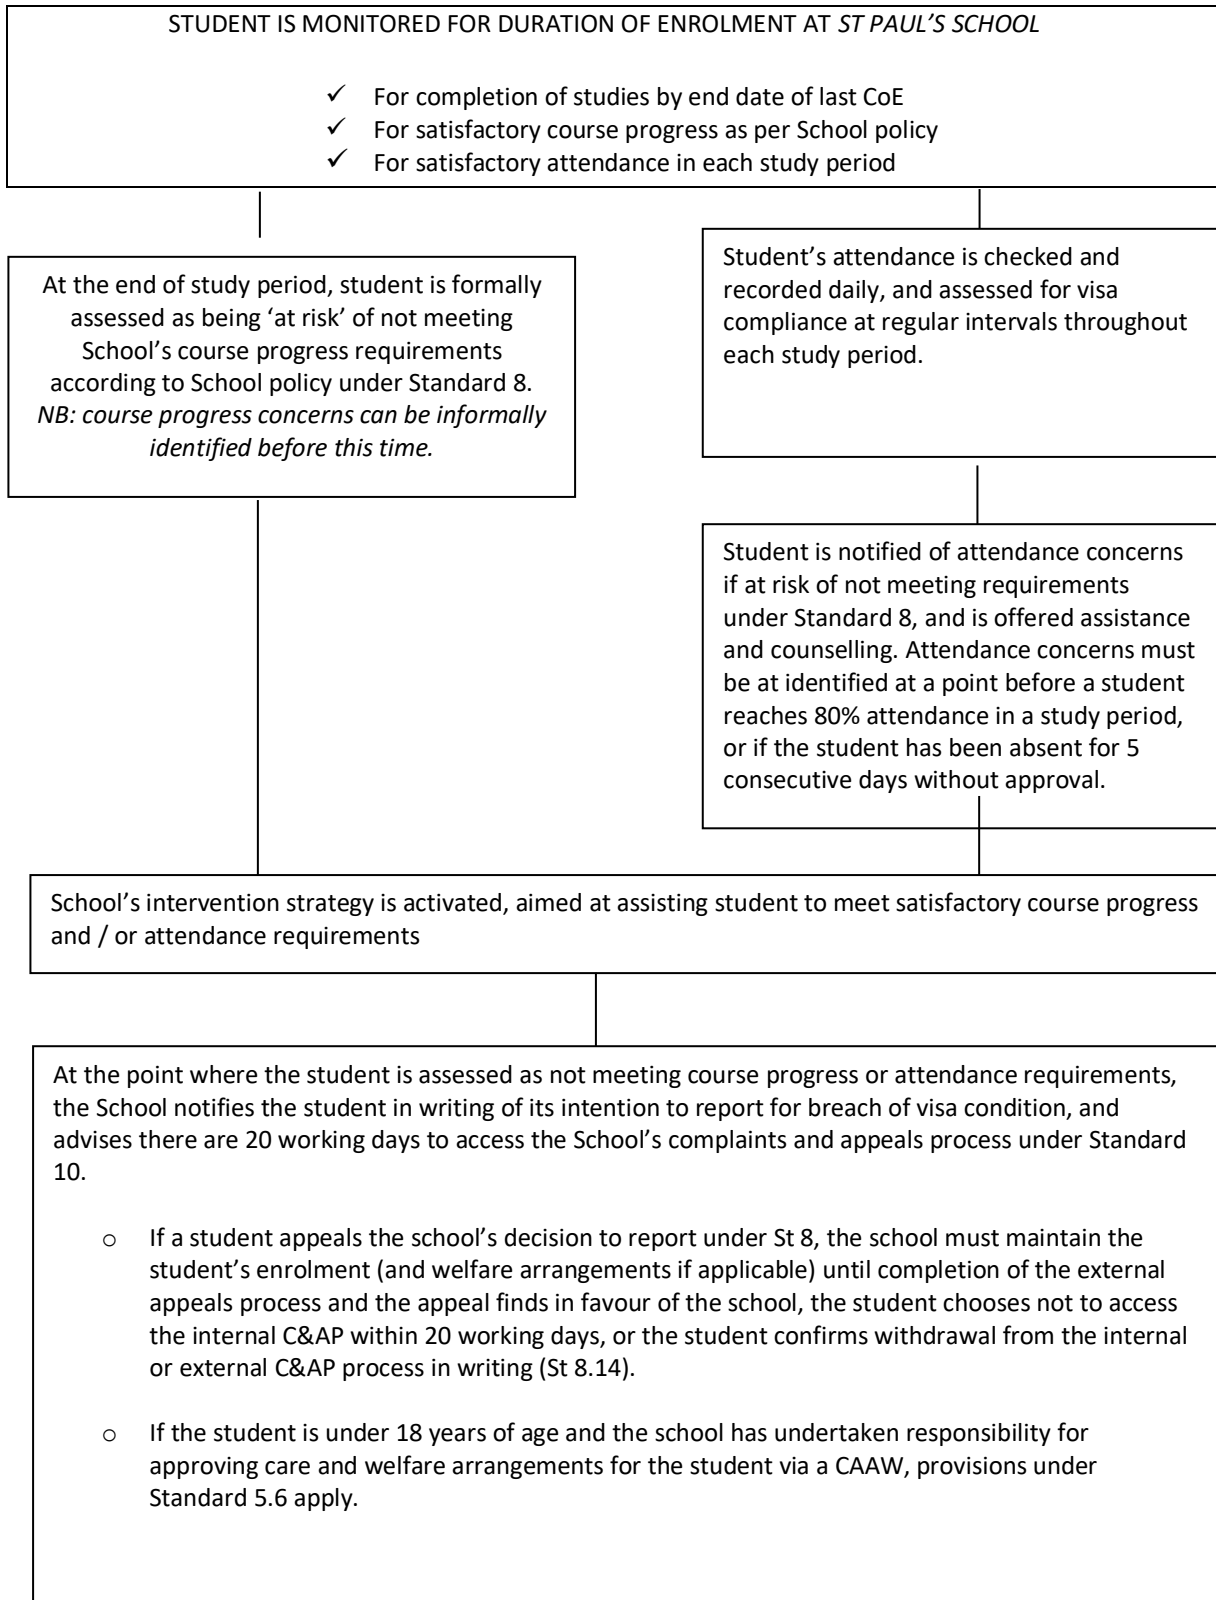 STUDENT IS MONITORED FOR DURATION OF ENROLMENT AT ST PAUL’S SCHOOL
✓ For completion of studies by end date of last CoE
✓ For satisfactory course progress as per School policy
✓ For satisfactory attendance in each study period
At the end of study period, student is formally
assessed as being ‘at risk’ of not meeting
School’s course progress requirements
according to School policy under Standard 8.
NB: course progress concerns can be informally
identified before this time.
Student’s attendance is checked and
recorded daily, and assessed for visa
compliance at regular intervals throughout
each study period.
Student is notified of attendance concerns
if at risk of not meeting requirements
under Standard 8, and is offered assistance
and counselling. Attendance concerns must
be at identified at a point before a student
reaches 80% attendance in a study period,
or if the student has been absent for 5
consecutive days without approval.
School’s intervention strategy is activated, aimed at assisting student to meet satisfactory course progress
and / or attendance requirements
At the point where the student is assessed as not meeting course progress or attendance requirements,
the School notifies the student in writing of its intention to report for breach of visa condition, and
advises there are 20 working days to access the School’s complaints and appeals process under Standard
10.
o If a student appeals the school’s decision to report under St 8, the school must maintain the
student’s enrolment (and welfare arrangements if applicable) until completion of the external
appeals process and the appeal finds in favour of the school, the student chooses not to access
the internal C&AP within 20 working days, or the student confirms withdrawal from the internal
or external C&AP process in writing (St 8.14).
o If the student is under 18 years of age and the school has undertaken responsibility for
approving care and welfare arrangements for the student via a CAAW, provisions under
Standard 5.6 apply.